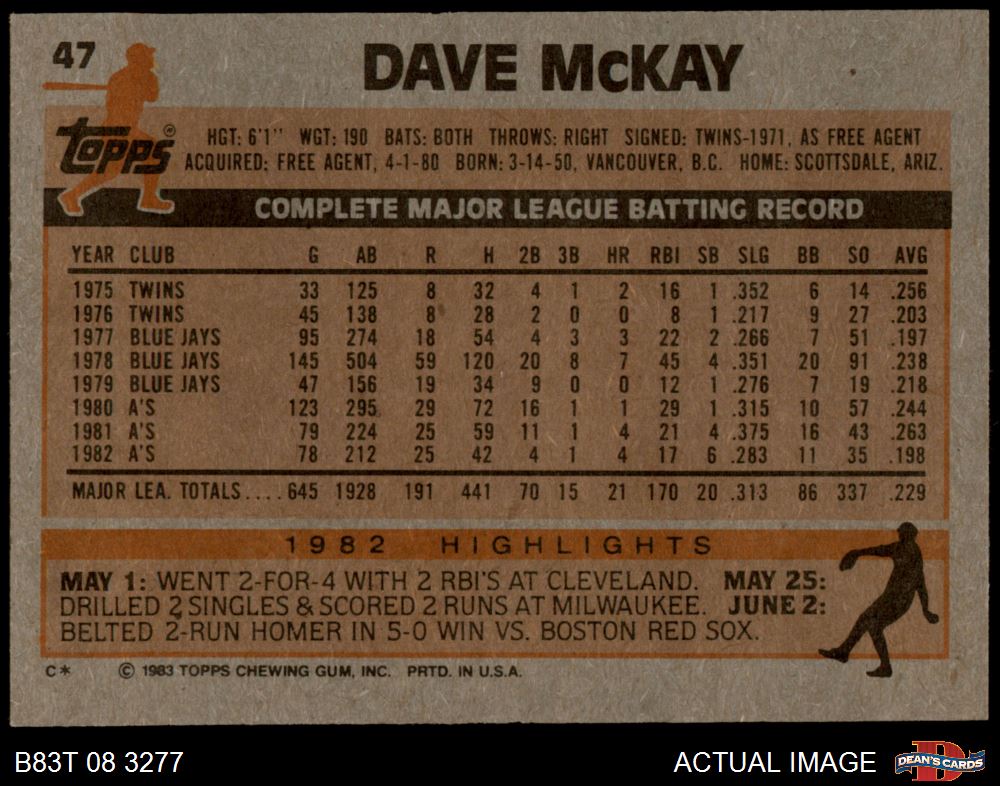 47
DAVE McKAY
Topps®
HGT: 6'1" WGT: 190 BATS: BOTH THROWS: RIGHT SIGNED: TWINS-1971, AS FREE AGENT
ACQUIRED: FREE AGENT, 4-1-80 BORN: 3-14-50, VANCOUVER, B.C. HOME: SCOTTSDALE, ARIZ.
COMPLETE MAJOR LEAGUE BATTING RECORD
YEAR CLUB G AB R H 2B 3B HR RBI SB SLG BB SO AVG
1975 TWINS 33 125 8 32 4 1 2 16 1 .352 6 14 .256
1976 TWINS 45 138 8 28 2 0 0 8 1 .217 9 27 .203
1977 BLUE JAYS 95 274 18 54 4 3 3 22 2 .266 7 51 .197
1978 BLUE JAYS 145 504 59 120 20 8 7 45 4 .351 20 91 .238
1979 BLUE JAYS 47 156 19 34 9 0 0 12 1 .276 7 19 .218
1980 A'S 123 295 29 72 16 1 1 29 1 .315 10 57 .244
1981 A'S 79 224 25 59 11 1 4 21 4 .375 16 43 .263
1982 A'S 78 212 25 42 4 1 4 17 6 .283 11 35 .198
MAJOR LEA. TOTALS.... 645 1928 191 441 70 15 21 170 20 .313 86 337 .229
1982 HIGHLIGHTS
MAY 1: WENT 2-FOR-4 WITH 2 RBI'S AT CLEVELAND. MAY 25:
DRILLED 2 SINGLES & SCORED 2 RUNS AT MILWAUKEE. JUNE 2:
BELTED 2-RUN HOMER IN 5-0 WIN VS. BOSTON RED SOX.
C* © 1983 TOPPS CHEWING GUM, INC. PRTD. IN U.S.A.
B83T 08 3277 ACTUAL IMAGE DEAN'S CARDS